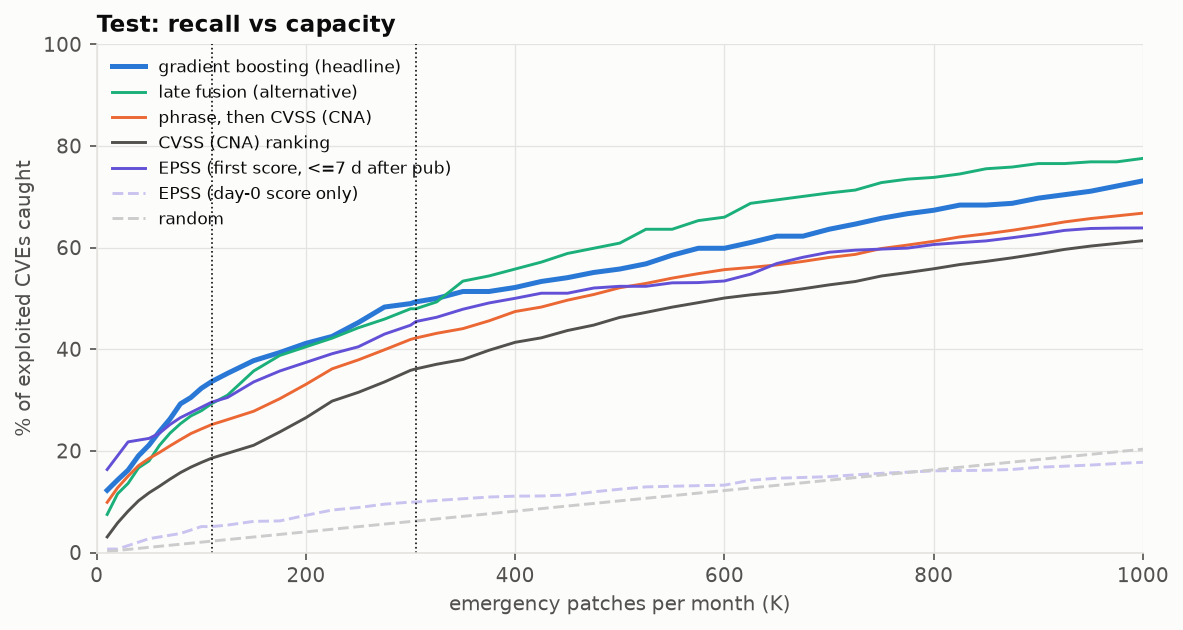 Test: recall vs capacity
% of exploited CVEs caught
100
80
60
40
20
0
gradient boosting (headline)
late fusion (alternative)
phrase, then CVSS (CNA)
CVSS (CNA) ranking
EPSS (first score, <=7 d after pub)
EPSS (day-0 score only)
random
0 200 400 600 800 1000
emergency patches per month (K)